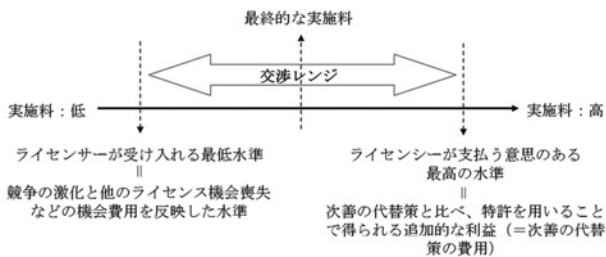 最終的な実施料
交渉レンジ
実施料：低
実施料：高
ライセンサーが受け入れる最低水準
＝
競争の激化と他のライセンス機会喪失
などの機会費用を反映した水準
ライセンシーが支払う意思のある
最高の水準
＝
次善の代替策と比べ、特許を用いること
で得られる追加的な利益（＝次善の代替
策の費用）